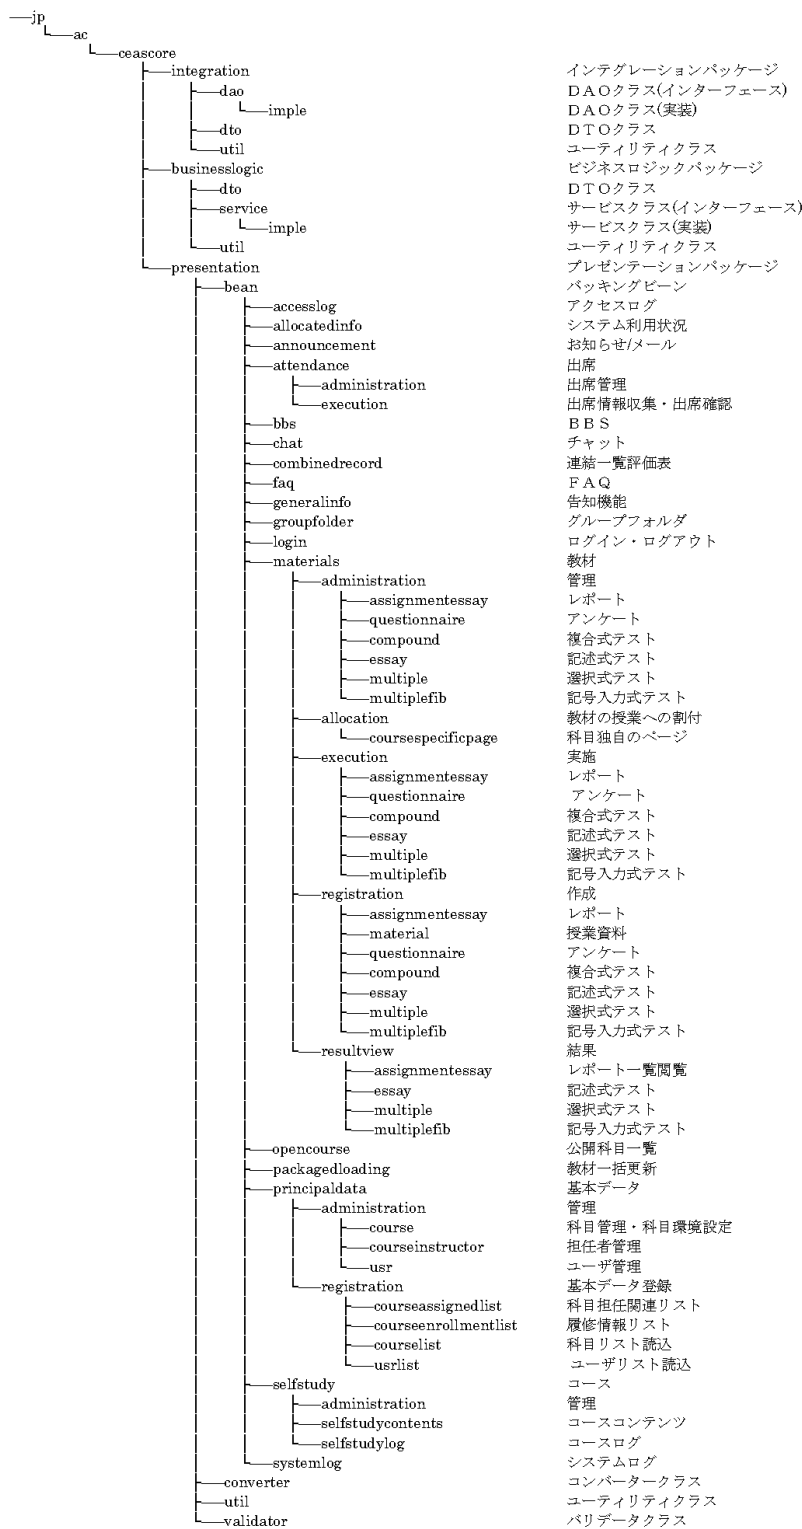 jp
ac
ceascore
integration インテグレーションパッケージ
dao ＤＡＯクラス(インターフェース)
imple ＤＡＯクラス(実装)
dto ＤＴＯクラス
util ユーティリティクラス
businesslogic ビジネスロジックパッケージ
dto ＤＴＯクラス
service サービスクラス(インターフェース)
imple サービスクラス(実装)
util ユーティリティクラス
presentation プレゼンテーションパッケージ
bean バッキングビーン
accesslog アクセスログ
allocatedinfo システム利用状況
announcement お知らせ/メール
attendance 出席
administration 出席管理
execution 出席情報収集・出席確認
bbs ＢＢＳ
chat チャット
combinedrecord 連結一覧評価表
faq ＦＡＱ
generalinfo 告知機能
groupfolder グループフォルダ
login ログイン・ログアウト
materials 教材
administration 管理
assignmentessay レポート
questionnaire アンケート
compound 複合式テスト
essay 記述式テスト
multiple 選択式テスト
multiplefib 記号入力式テスト
allocation 教材の授業への割付
coursespecificpage 科目独自のページ
execution 実施
assignmentessay レポート
questionnaire アンケート
compound 複合式テスト
essay 記述式テスト
multiple 選択式テスト
multiplefib 記号入力式テスト
registration 作成
assignmentessay レポート
material 授業資料
questionnaire アンケート
compound 複合式テスト
essay 記述式テスト
multiple 選択式テスト
multiplefib 記号入力式テスト
resultview 結果
assignmentessay レポート一覧閲覧
essay 記述式テスト
multiple 選択式テスト
multiplefib 記号入力式テスト
opencourse 公開科目一覧
packagedloading 教材一括更新
principaldata 基本データ
administration 管理
course 科目管理・科目環境設定
courseinstructor 担任者管理
usr ユーザ管理
registration 基本データ登録
courseassignedlist 科目担任関連リスト
courseenrollmentlist 履修情報リスト
courselist 科目リスト読込
usrlist ユーザリスト読込
selfstudy コース
administration 管理
selfstudycontents コースコンテンツ
selfstudylog コースログ
systemlog システムログ
converter コンバータークラス
util ユーティリティクラス
validator バリデータクラス